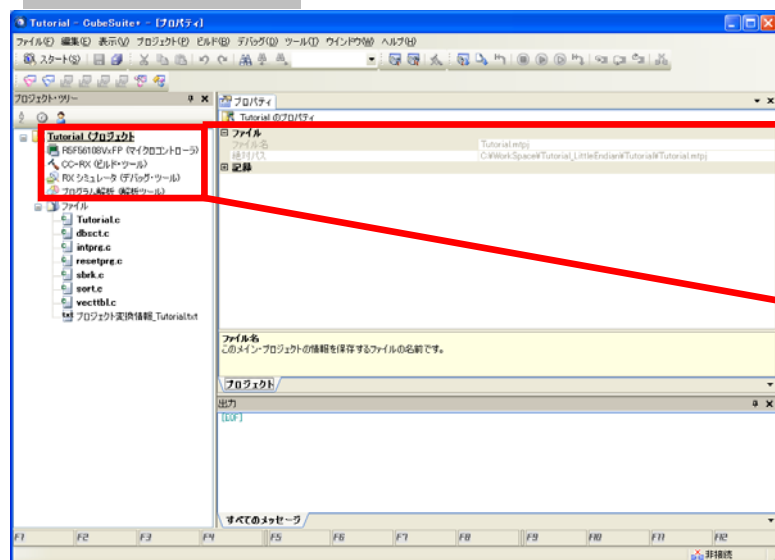 Tutorial - CubeSuite+ - [プロパティ]
ファイル(F) 編集(E) 表示(V) プロジェクト(P) ビルド(B) デバッグ(D) ツール(T) ウインドウ(W) ヘルプ(H)
スタート(S)
プロジェクト・ツリー
プロパティ
Tutorial のプロパティ
Tutorial (プロジェクト)
R5F56108VxFP (マイクロコントローラ)
CC-RX (ビルド・ツール)
RX シミュレータ (デバッグ・ツール)
プログラム解析 (解析ツール)
ファイル
Tutorial.c
dbsct.c
intprg.c
resetprg.c
sbrk.c
sort.c
vecttbl.c
プロジェクト変換情報_Tutorial.txt
ファイル
ファイル名 Tutorial.mtpj
絶対パス C:¥WorkSpace¥Tutorial_LittleEndian¥Tutorial¥Tutorial.mtpj
記録
ファイル名
このメイン・プロジェクトの情報を保存するファイルの名前です。
プロジェクト
出力
[EOF]
すべてのメッセージ
F1 F2 F3 F4 F5 F6 F7 F8 F9 F10 F11 F12
非接続